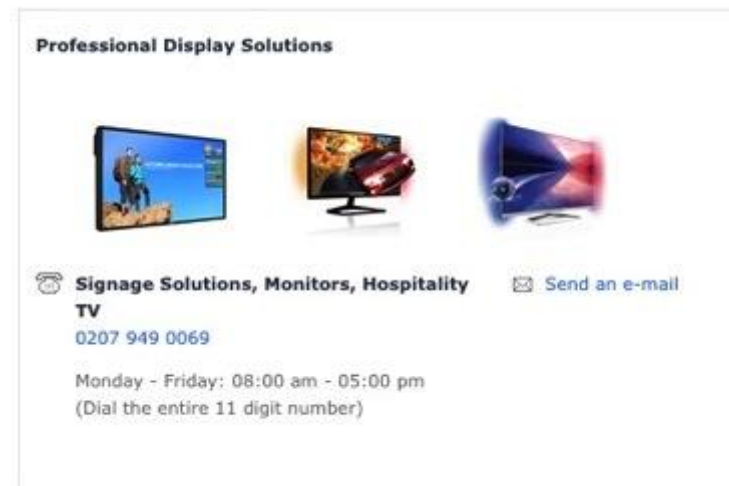 Professional Display Solutions
Signage Solutions, Monitors, Hospitality
TV
Send an e-mail
0207 949 0069
Monday - Friday: 08:00 am - 05:00 pm
(Dial the entire 11 digit number)